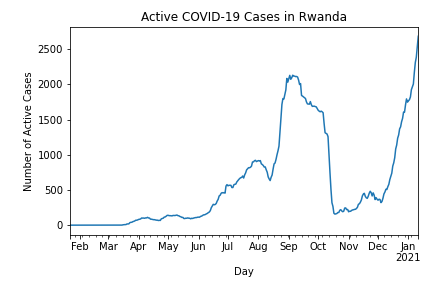 Active COVID-19 Cases in Rwanda
Number of Active Cases
2500
2000
1500
1000
500
0
Feb Mar Apr May Jun Jul Aug Sep Oct Nov Dec Jan
2021
Day